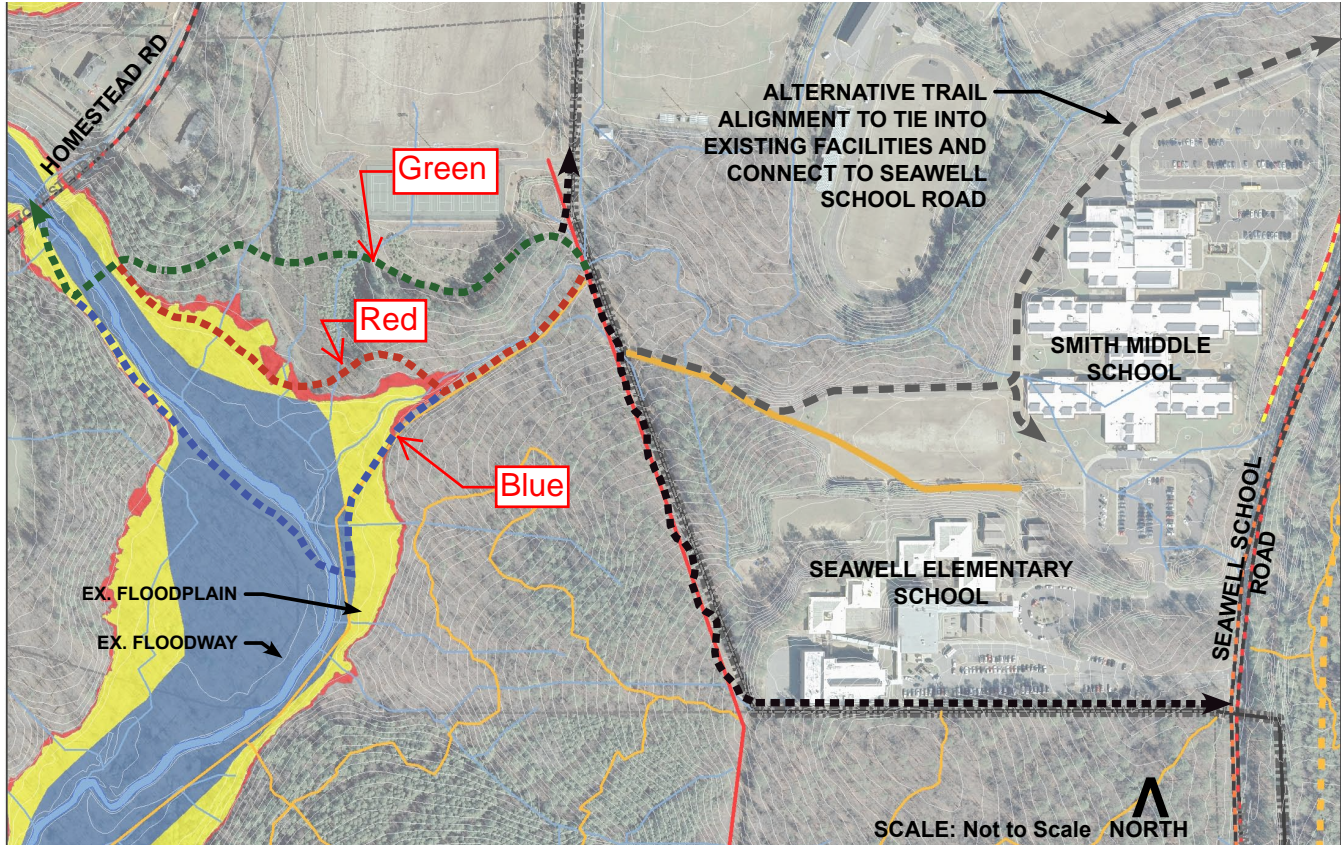 HOMESTEAD RD
ALTERNATIVE TRAIL
ALIGNMENT TO TIE INTO
EXISTING FACILITIES AND
CONNECT TO SEAWELL
SCHOOL ROAD
Green
Red
SMITH MIDDLE
SCHOOL
Blue
SEAWELL SCHOOL
ROAD
SEAWELL ELEMENTARY
SCHOOL
EX. FLOODPLAIN
EX. FLOODWAY
SCALE: Not to Scale
NORTH